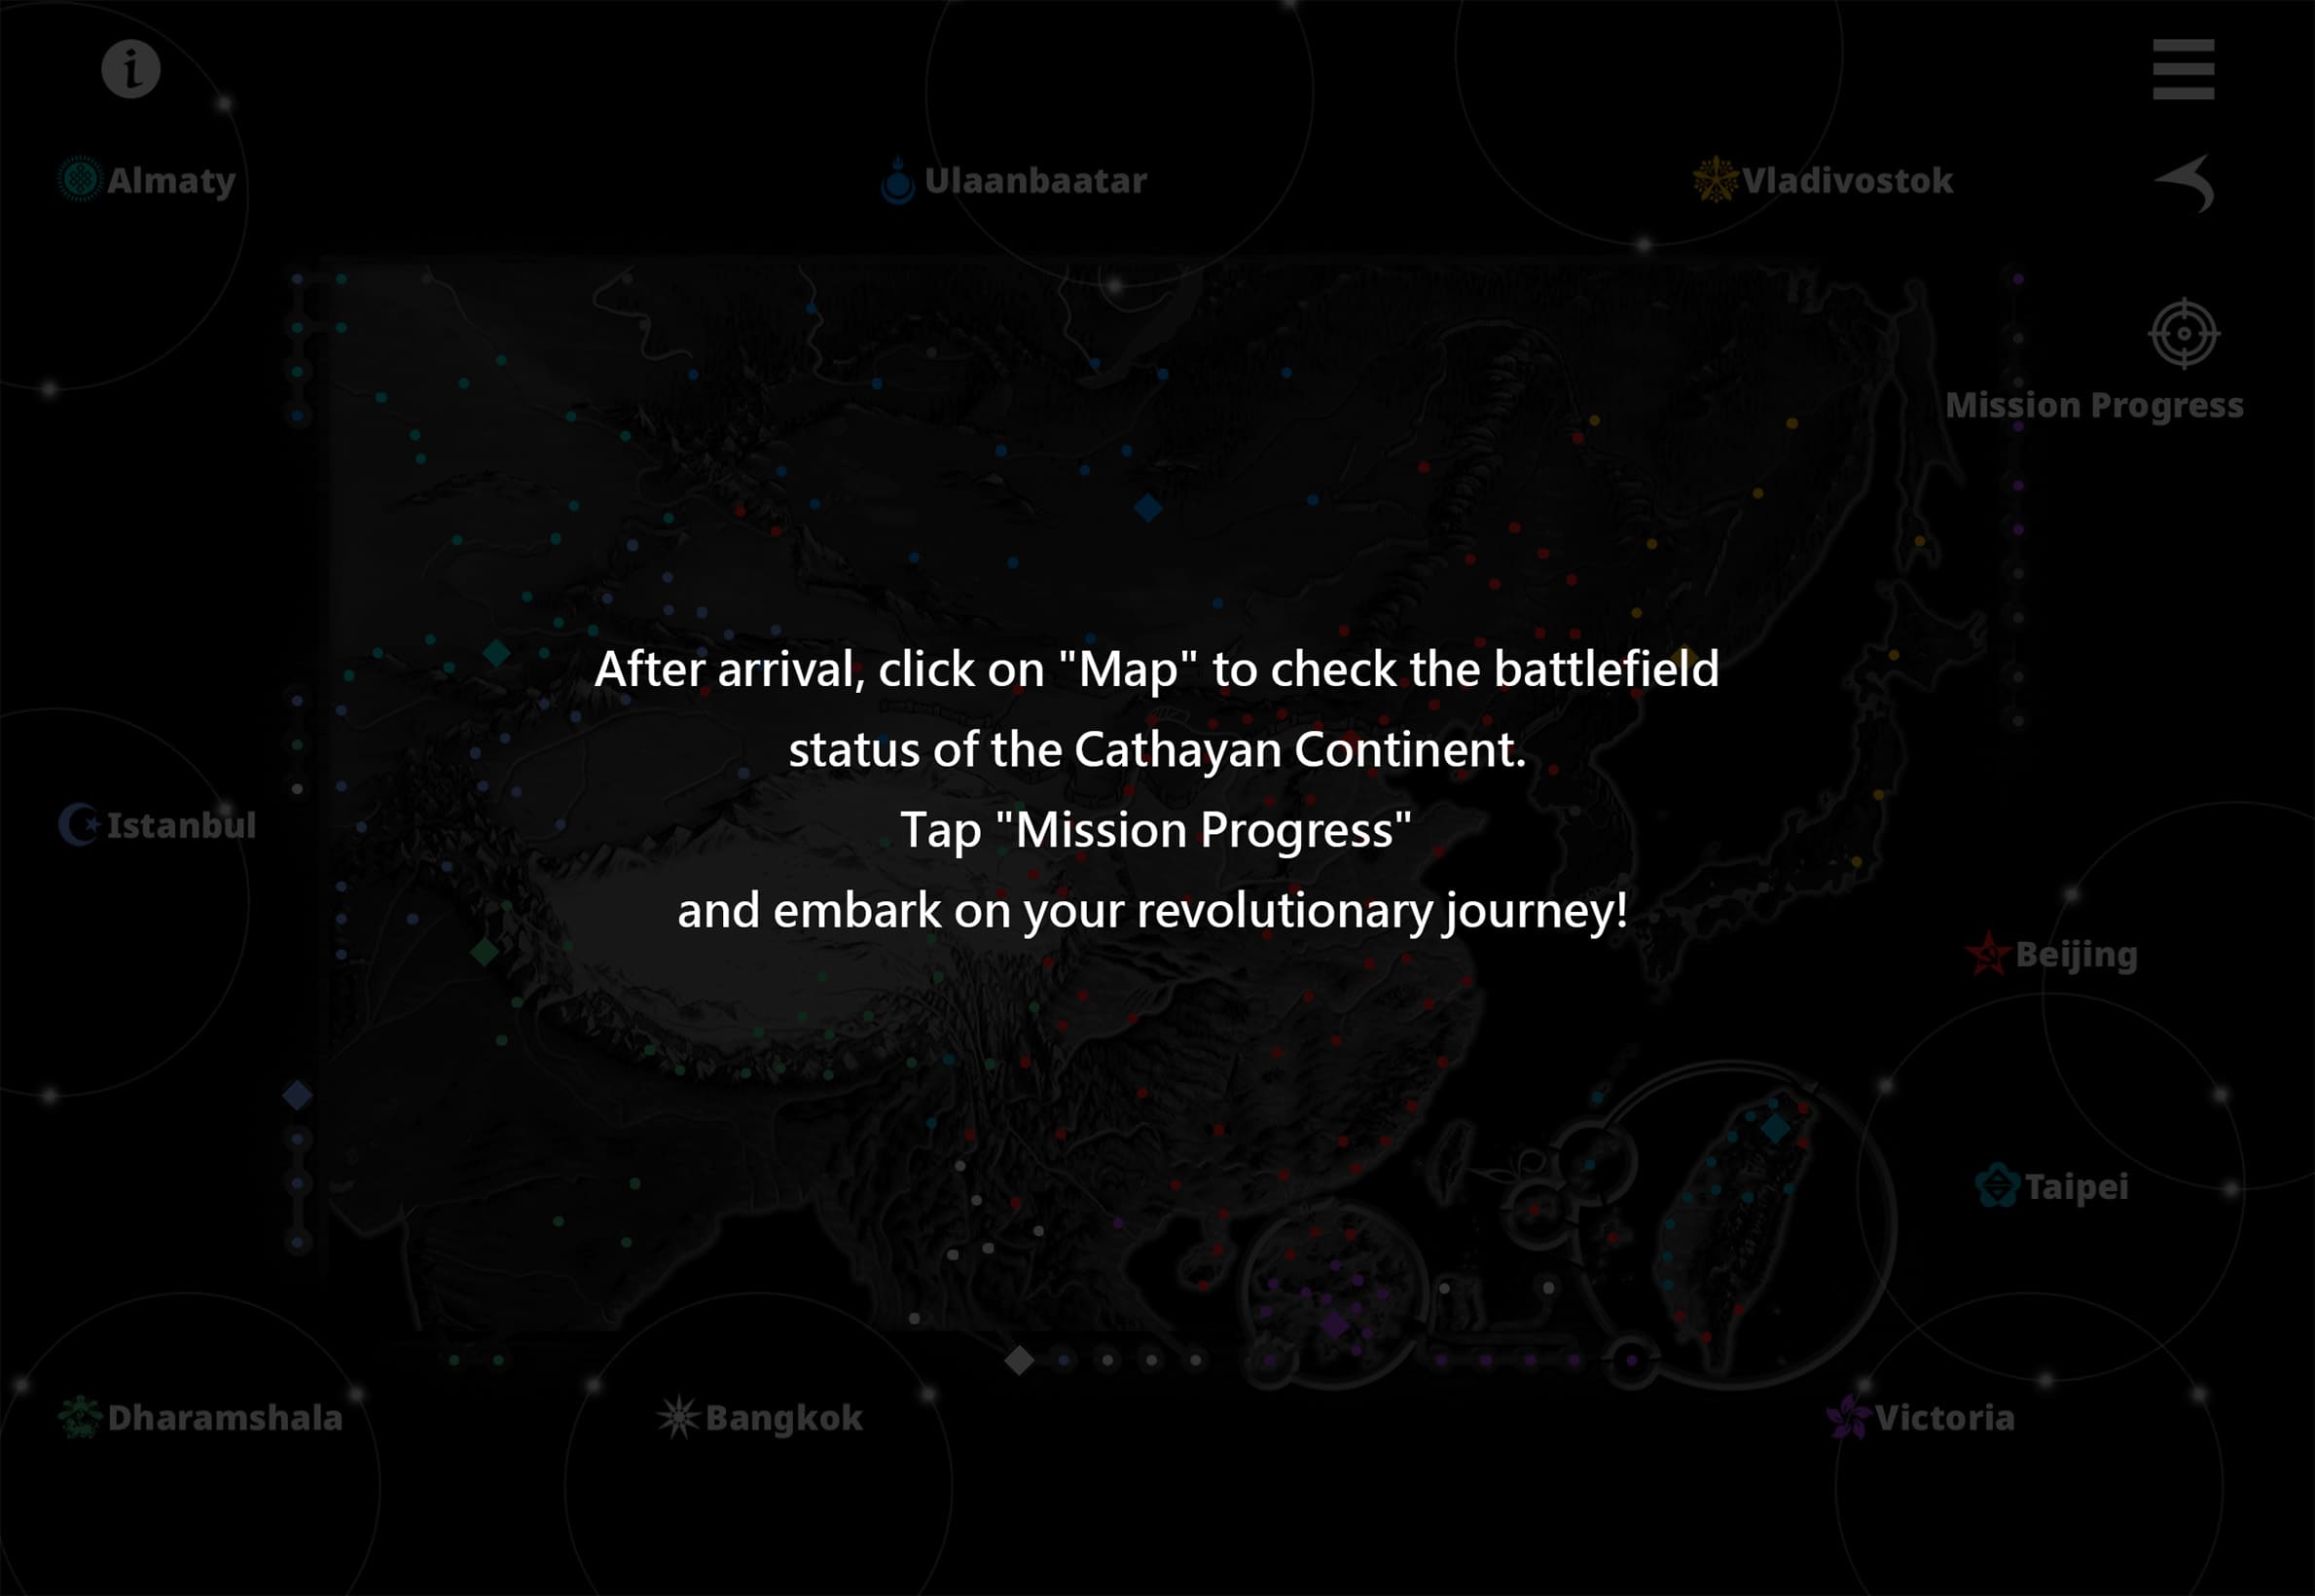 Almaty
Ulaanbaatar
Vladivostok
Mission Progress
After arrival, click on "Map" to check the battlefield
status of the Cathayan Continent.
Tap "Mission Progress"
and embark on your revolutionary journey!
Istanbul
Beijing
Taipei
Dharamshala
Bangkok
Victoria